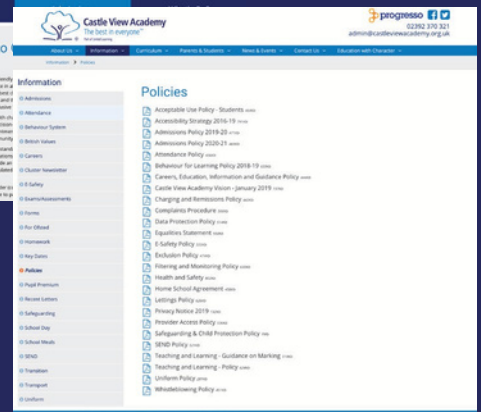 Castle View Academy
The best in everyone™
progresso
02392 370 321
admin@castleviewacademy.org.uk
About Us
Information
Curriculum
Parents & Students
News & Events
Contact Us
Education with Character
Information > Policies
Information
Admissions
Attendance
Behaviour System
British Values
Careers
Cluster Newsletter
E-Safety
Exams/Assessments
Forms
For Ofsted
Homework
Key Dates
Policies
Pupil Premium
Recent Letters
Safeguarding
School Day
School Meals
SEND
Transition
Transport
Uniform
Policies
Acceptable Use Policy - Students
Accessibility Strategy 2016-19
Admissions Policy 2019-20
Admissions Policy 2020-21
Attendance Policy
Behaviour for Learning Policy 2018-19
Careers, Education, Information and Guidance Policy
Castle View Academy Vision - January 2019
Charging and Remissions Policy
Complaints Procedure
Data Protection Policy
Equalities Statement
E-Safety Policy
Exclusion Policy
Filtering and Monitoring Policy
Health and Safety
Home School Agreement
Lettings Policy
Privacy Notice 2019
Provider Access Policy
Safeguarding & Child Protection Policy
SEND Policy
Teaching and Learning - Guidance on Marking
Teaching and Learning - Policy
Uniform Policy
Whistleblowing Policy